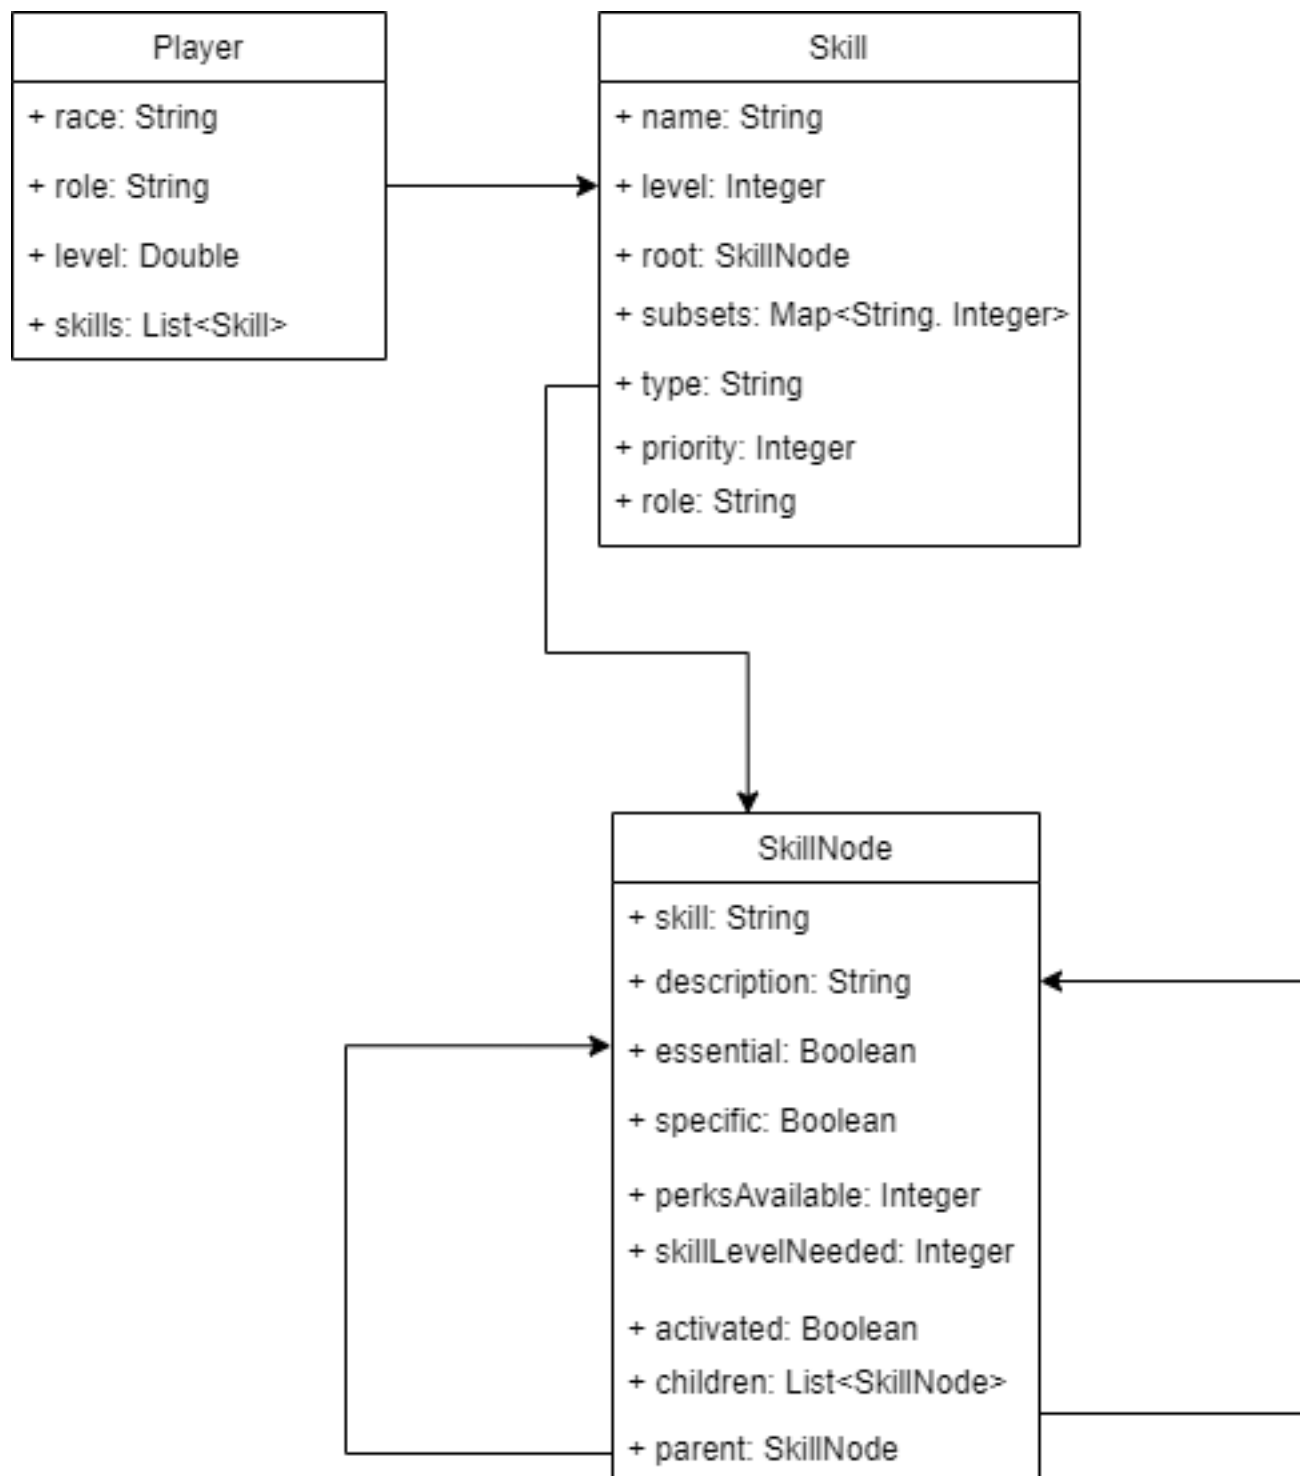 Player
+ race: String
+ role: String
+ level: Double
+ skills: List<Skill>
Skill
+ name: String
+ level: Integer
+ root: SkillNode
+ subsets: Map<String. Integer>
+ type: String
+ priority: Integer
+ role: String
SkillNode
+ skill: String
+ description: String
+ essential: Boolean
+ specific: Boolean
+ perksAvailable: Integer
+ skillLevelNeeded: Integer
+ activated: Boolean
+ children: List<SkillNode>
+ parent: SkillNode